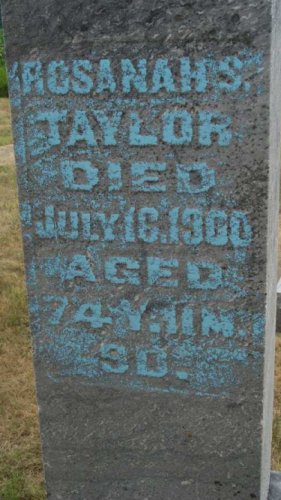 ROSANAH S.
TAYLOR
DIED
JULY 16, 1900
AGED
74 Y. 11 M.
9 D.